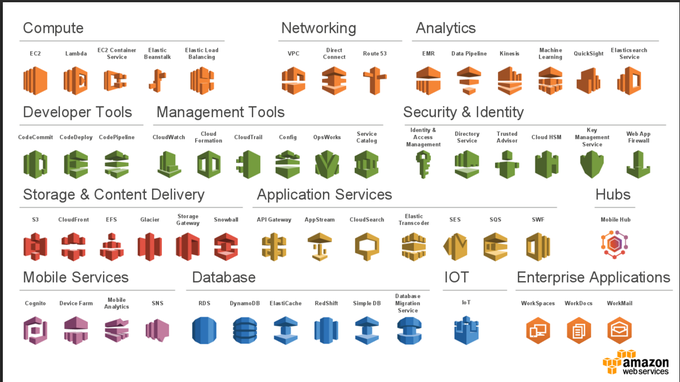 Compute
Networking
Analytics
EC2
Lambda
EC2 Container
Service
Elastic
Beanstalk
Elastic Load
Balancing
VPC
Direct
Connect
Route 53
EMR
Data Pipeline
Kinesis
Machine
Learning
QuickSight
Elasticsearch
Service
Developer Tools
Management Tools
Security & Identity
CodeCommit
CodeDeploy
CodePipeline
CloudWatch
Cloud
Formation
CloudTrail
Config
OpsWorks
Service
Catalog
Identity &
Access
Management
Directory
Service
Trusted
Advisor
Cloud HSM
Key
Management
Service
Web App
Firewall
Storage & Content Delivery
Application Services
Hubs
S3
CloudFront
EFS
Glacier
Storage
Gateway
Snowball
API Gateway
AppStream
CloudSearch
Elastic
Transcoder
SES
SQS
SWF
Mobile Hub
Mobile Services
Database
IOT
Enterprise Applications
Cognito
Device Farm
Mobile
Analytics
SNS
RDS
DynamoDB
ElastiCache
RedShift
Simple DB
Database
Migration
Service
IoT
WorkSpaces
WorkDocs
WorkMail
amazon
web services